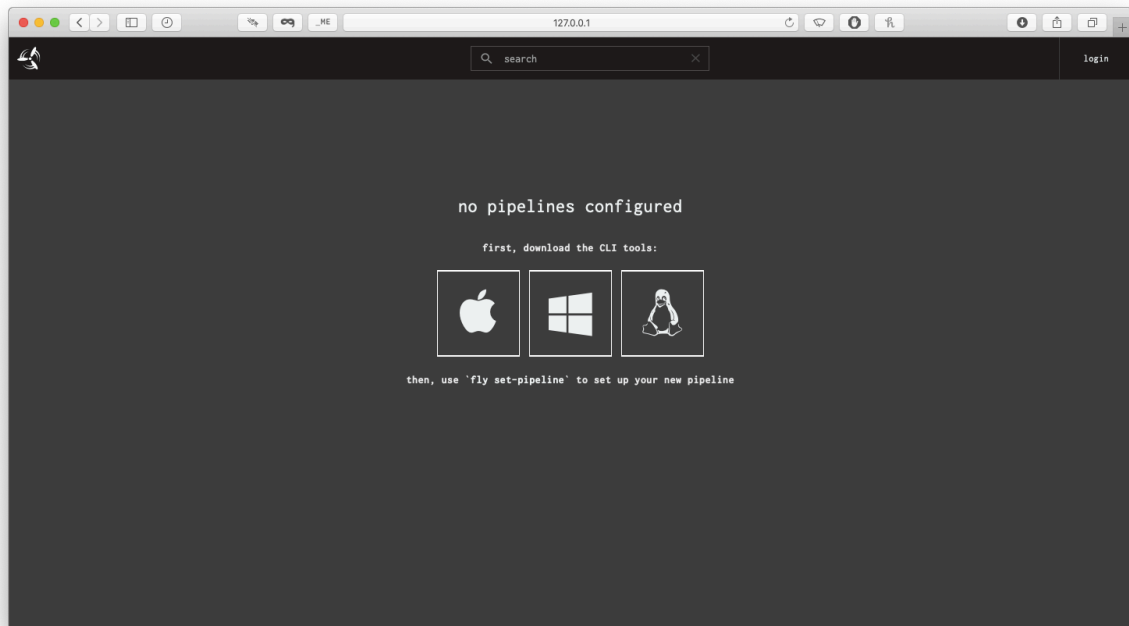 _ME
127.0.0.1
search
login
no pipelines configured
first, download the CLI tools:
then, use `fly set-pipeline` to set up your new pipeline